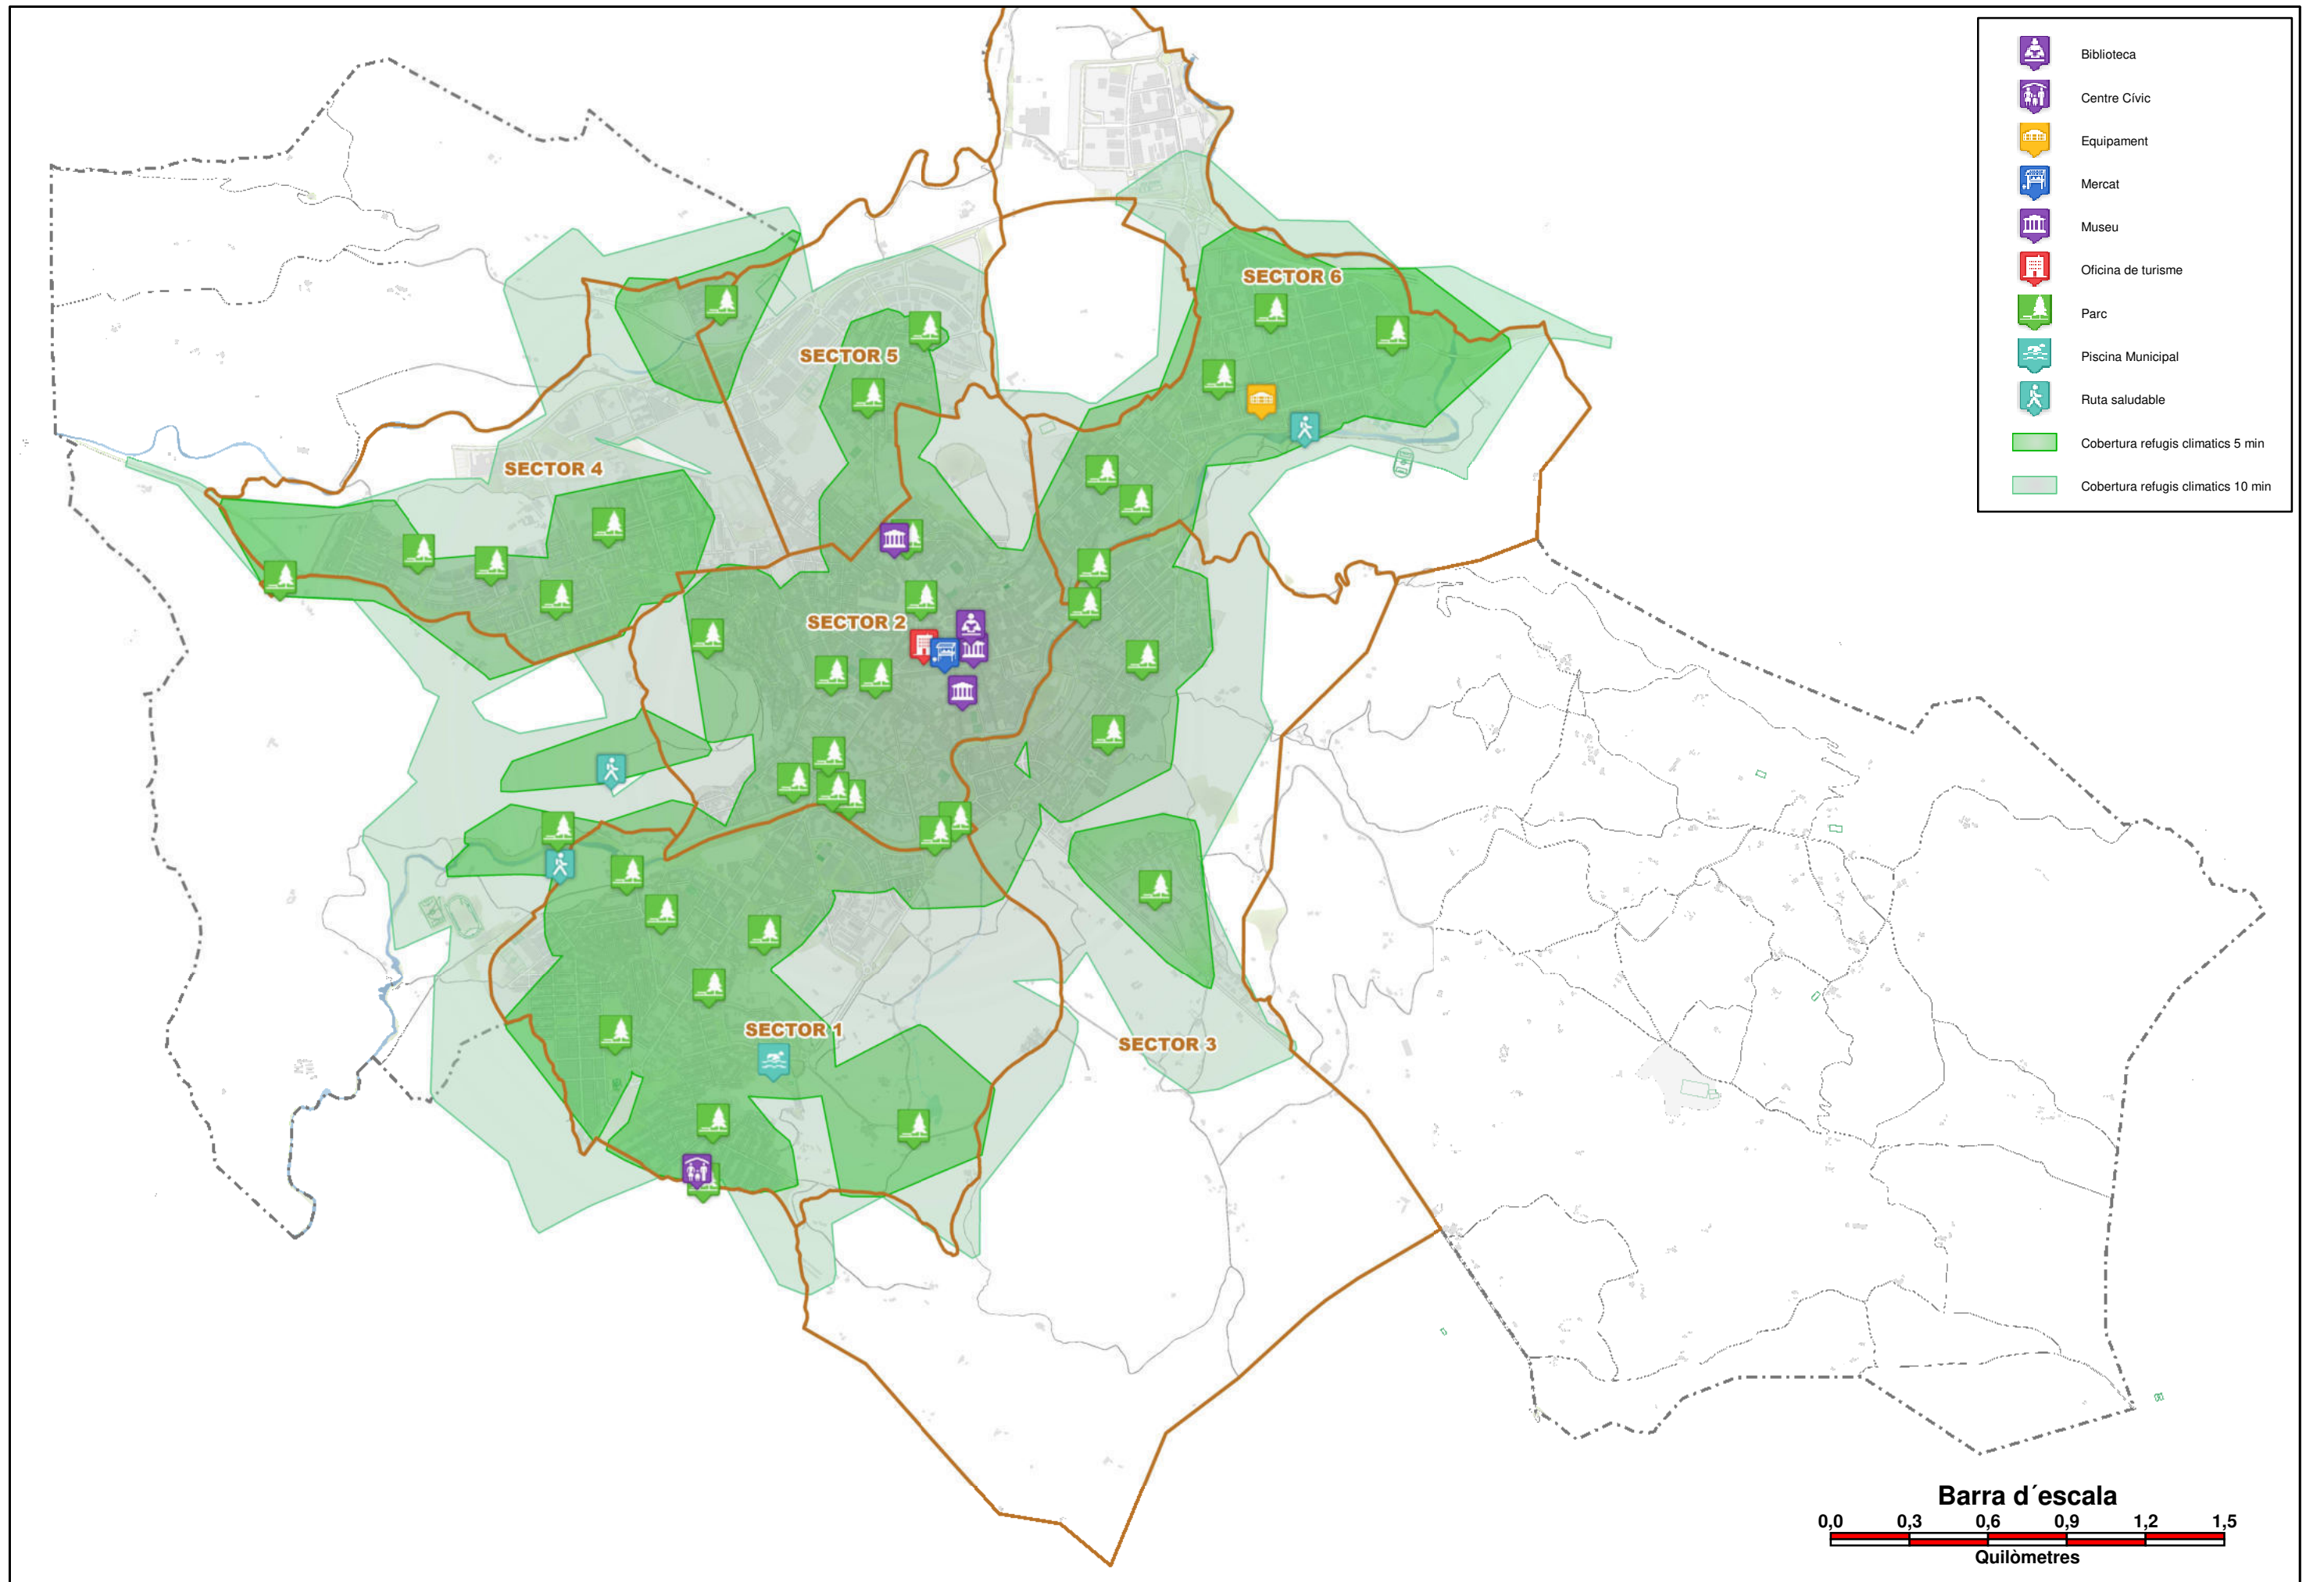 Biblioteca
Centre Cívic
Equipament
Mercat
Museu
Oficina de turisme
Parc
Piscina Municipal
Ruta saludable
Cobertura refugis climatics 5 min
Cobertura refugis climatics 10 min
SECTOR 6
SECTOR 5
SECTOR 4
SECTOR 2
SECTOR 1
SECTOR 3
Barra d´escala
0,0 0,3 0,6 0,9 1,2 1,5
Quilòmetres